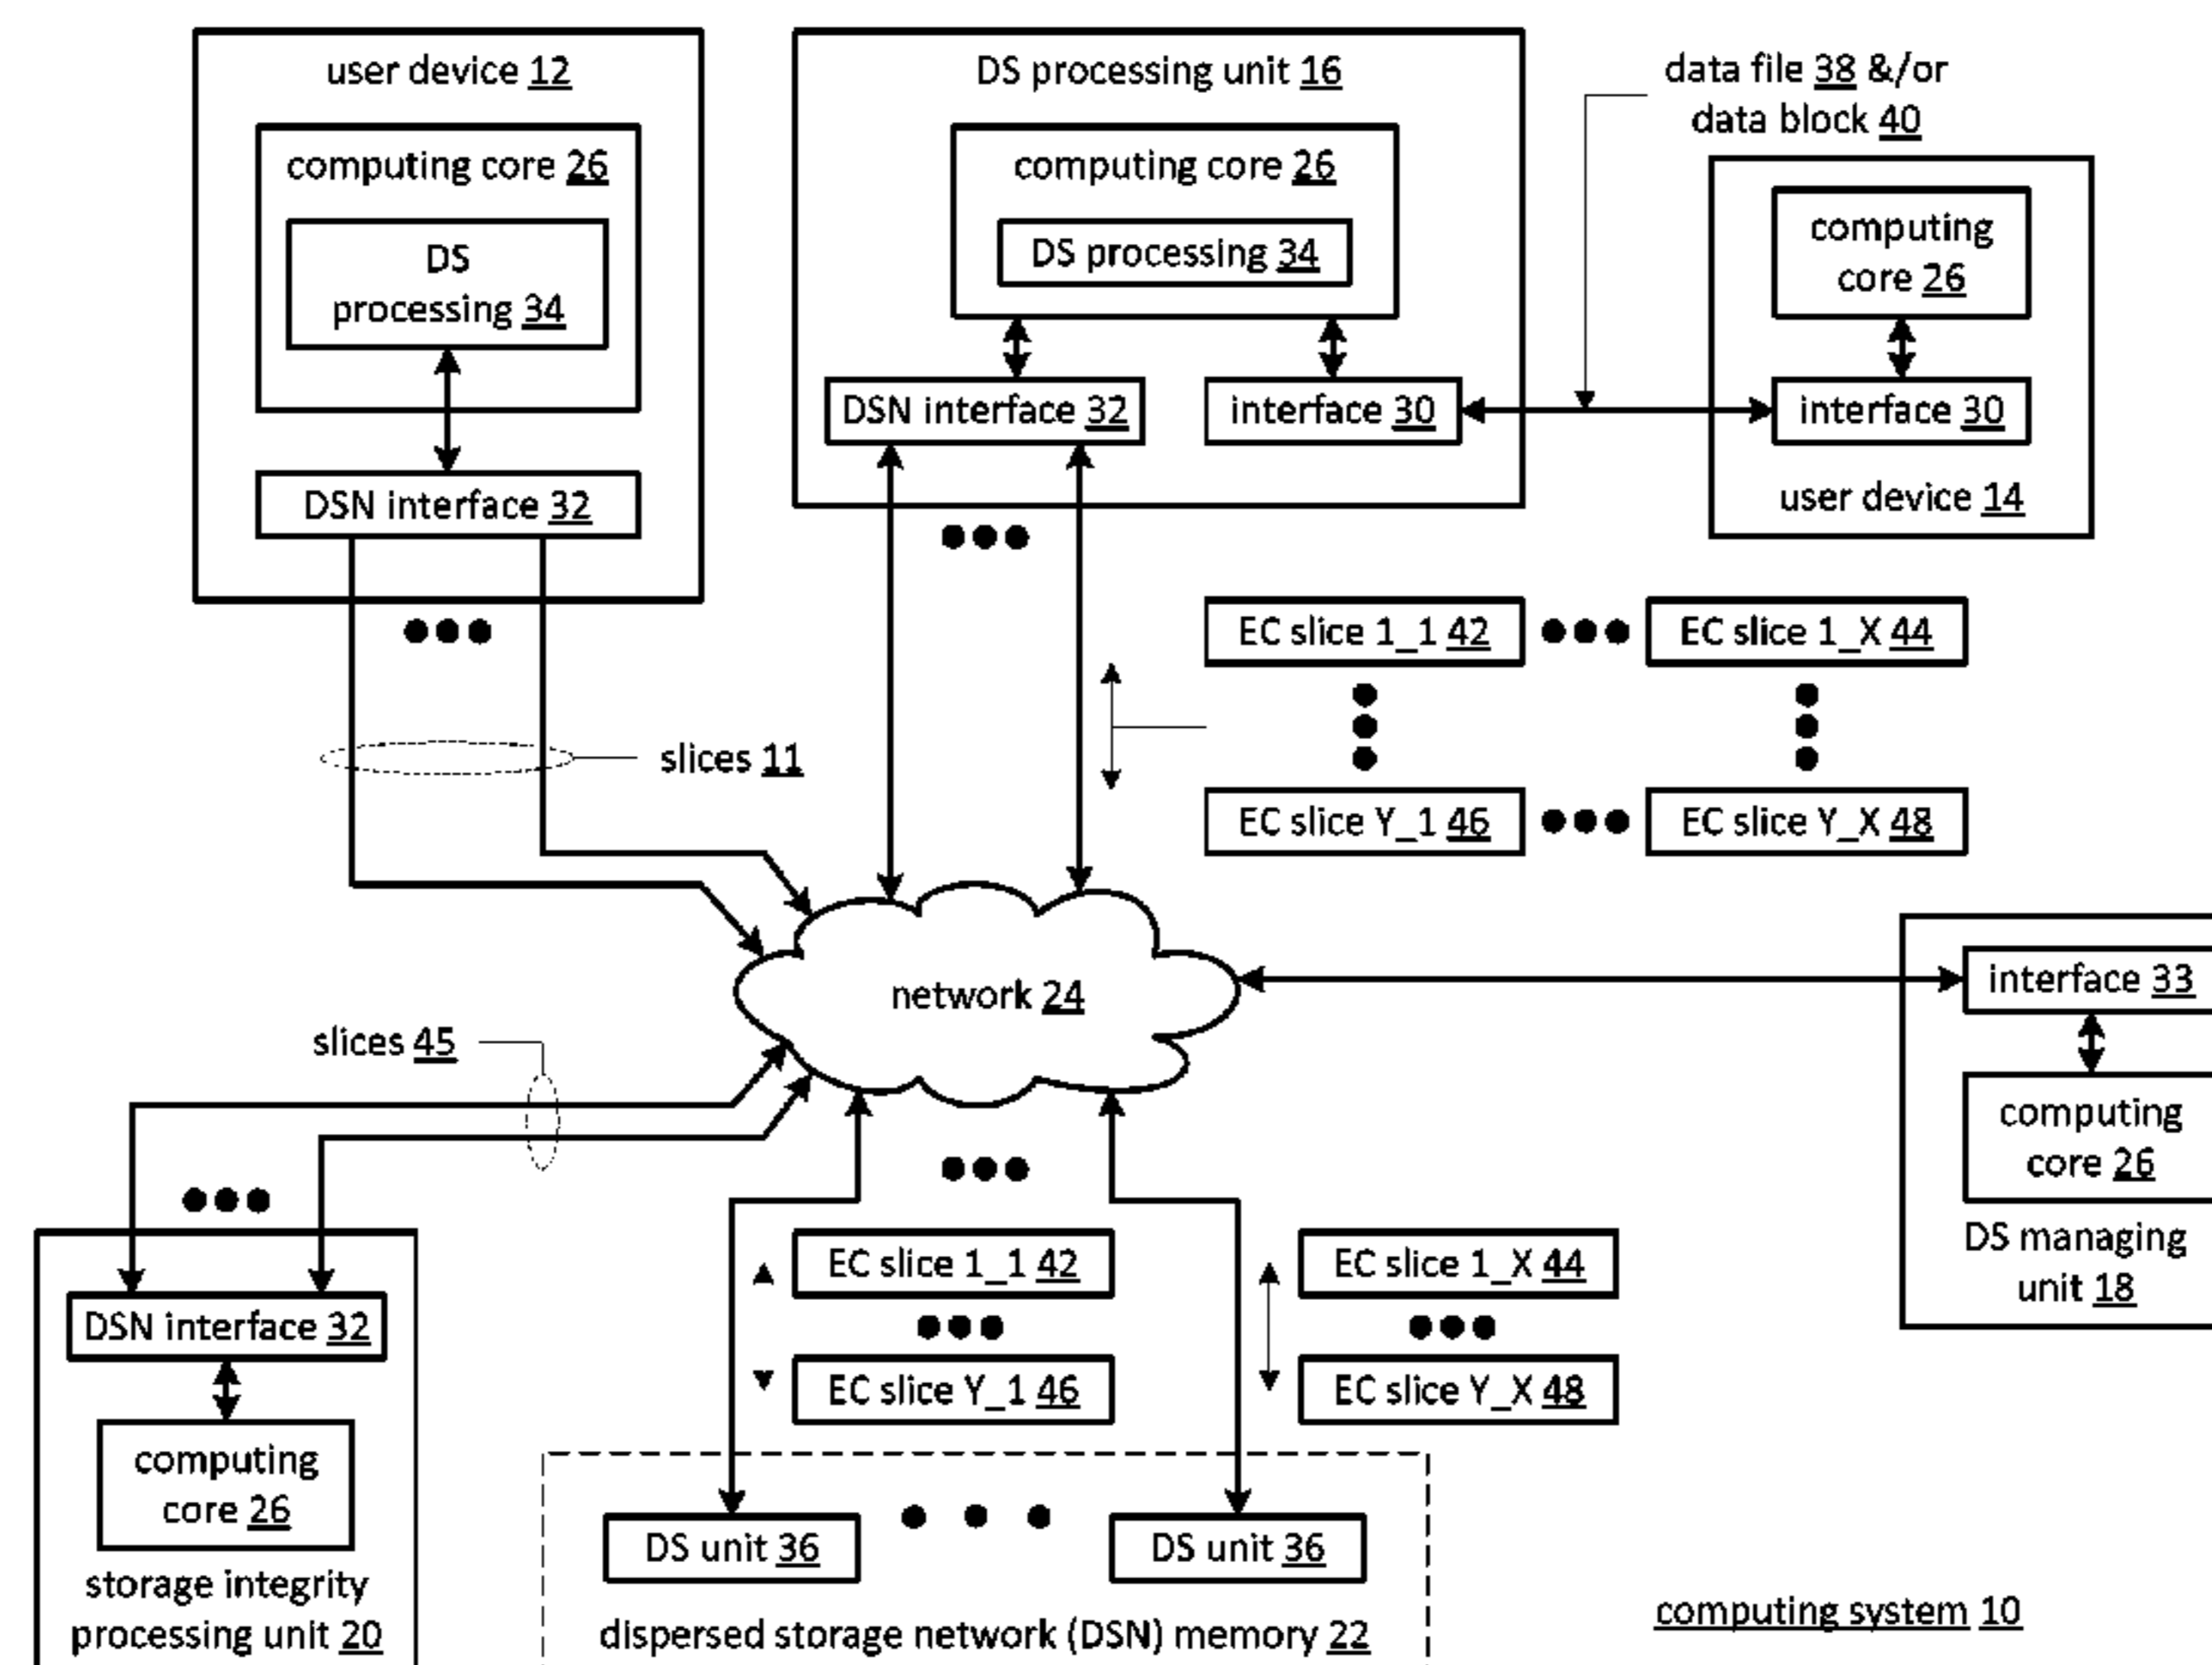 user device 12
computing core 26
DS
processing 34
DSN interface 32
DS processing unit 16
computing core 26
DS processing 34
DSN interface 32
interface 30
data file 38 &/or
data block 40
computing
core 26
interface 30
user device 14
slices 11
EC slice 1_1 42
EC slice 1_X 44
EC slice Y_1 46
EC slice Y_X 48
network 24
interface 33
computing
core 26
DS managing
unit 18
slices 45
DSN interface 32
computing
core 26
storage integrity
processing unit 20
EC slice 1_1 42
EC slice Y_1 46
EC slice 1_X 44
EC slice Y_X 48
DS unit 36
DS unit 36
dispersed storage network (DSN) memory 22
computing system 10